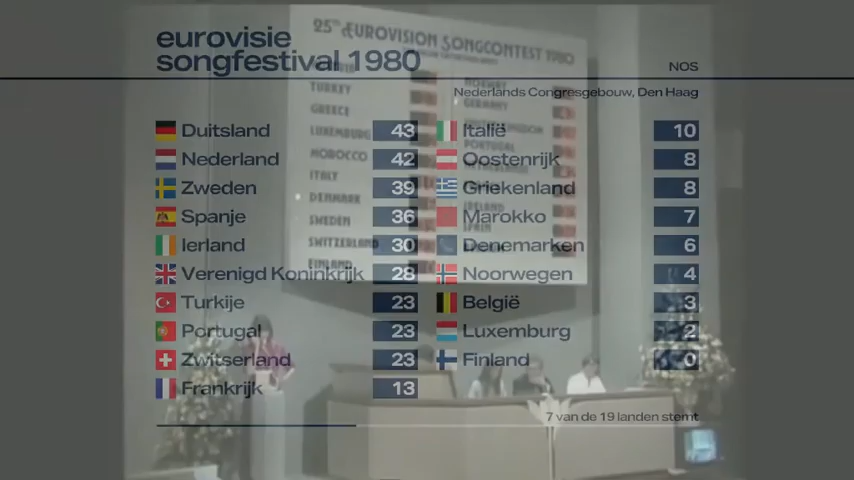 eurovisie
songfestival 1980
NOS
Nederlands Congresgebouw, Den Haag
25th EUROVISION SONGCONTEST 1980
Duitsland 43
Nederland 42
Zweden 39
Spanje 36
Ierland 30
Verenigd Koninkrijk 28
Turkije 23
Portugal 23
Zwitserland 23
Frankrijk 13
Italië 10
Oostenrijk 8
Griekenland 8
Marokko 7
Denemarken 6
Noorwegen 4
België 3
Luxemburg 2
Finland 0
7 van de 19 landen stemt
TURKEY
GREECE
LUXEMBURG
MOROCCO
ITALY
DENMARK
SWEDEN
SWITZERLAND
FINLAND
NORWAY
GERMANY
PORTUGAL
IRELAND
SPAIN